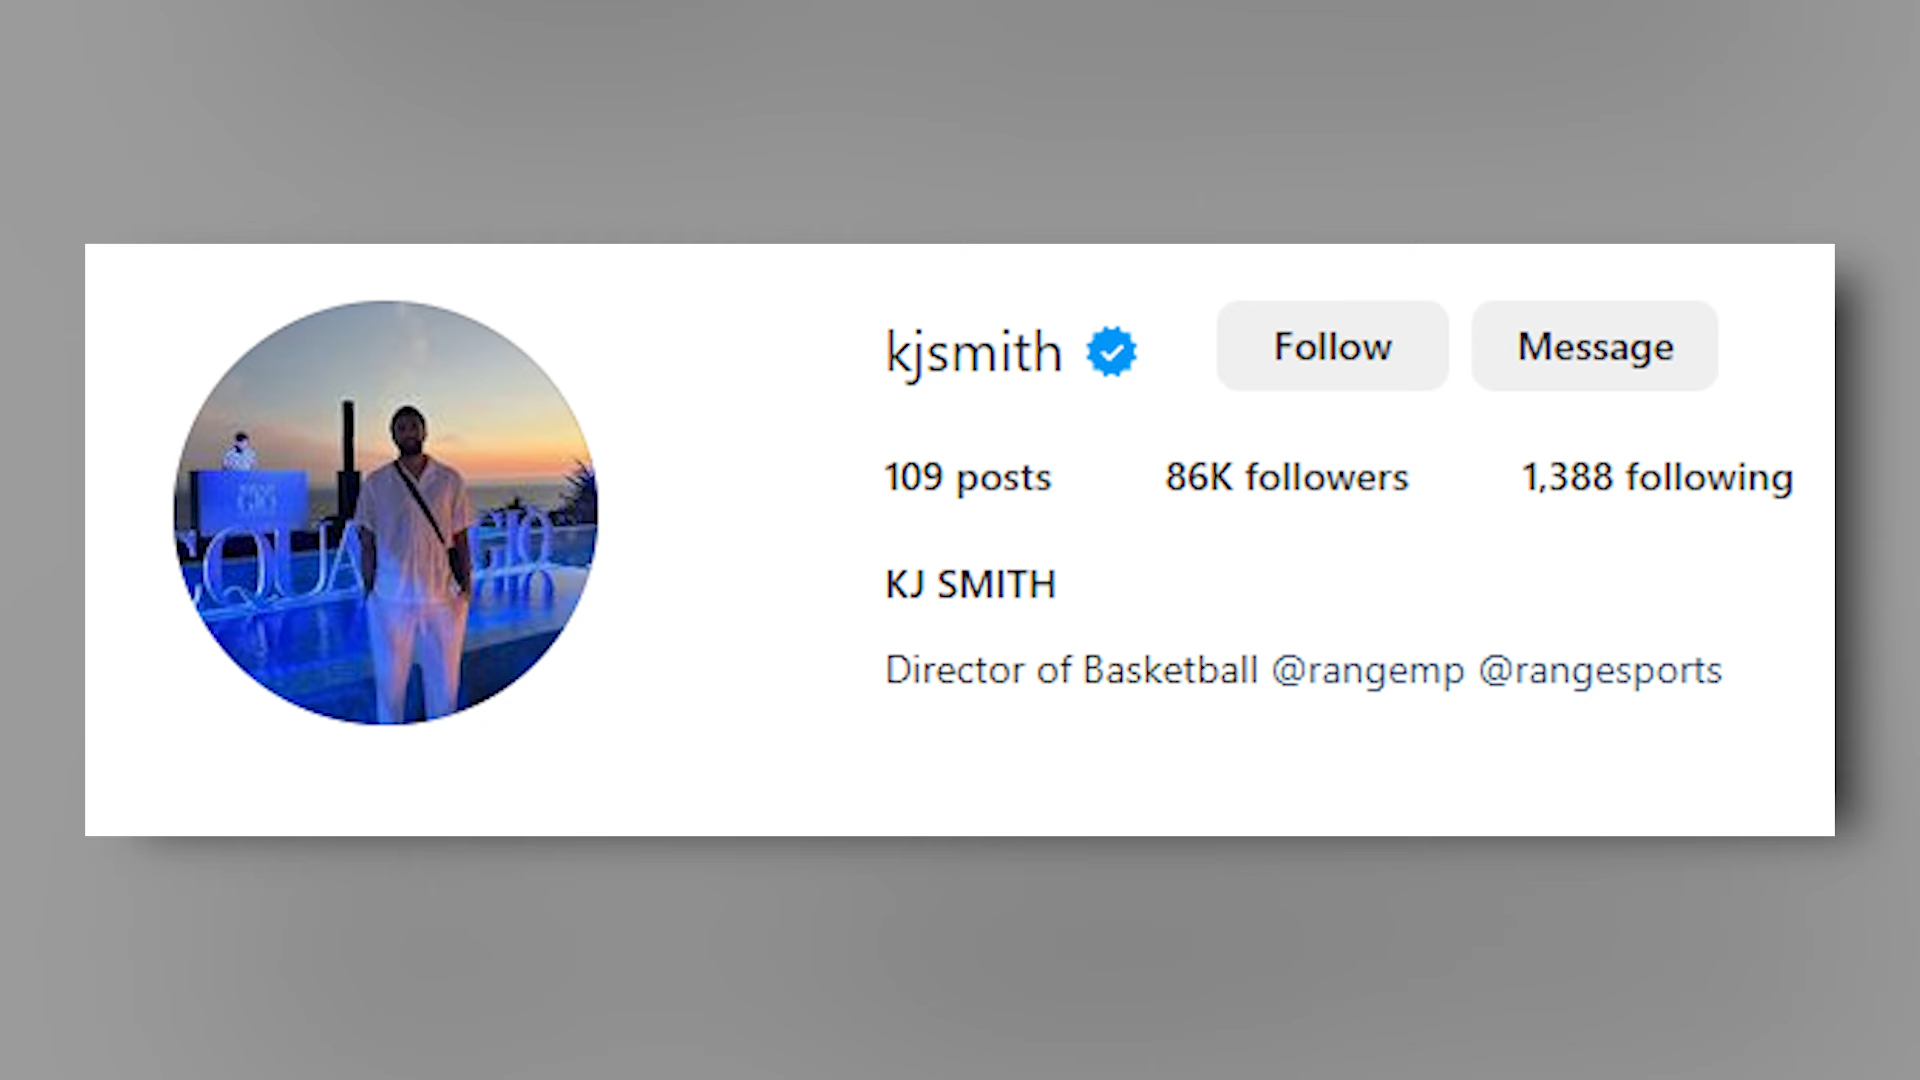 kjsmith
Follow
Message
109 posts
86K followers
1,388 following
KJ SMITH
Director of Basketball @rangemp @rangesports